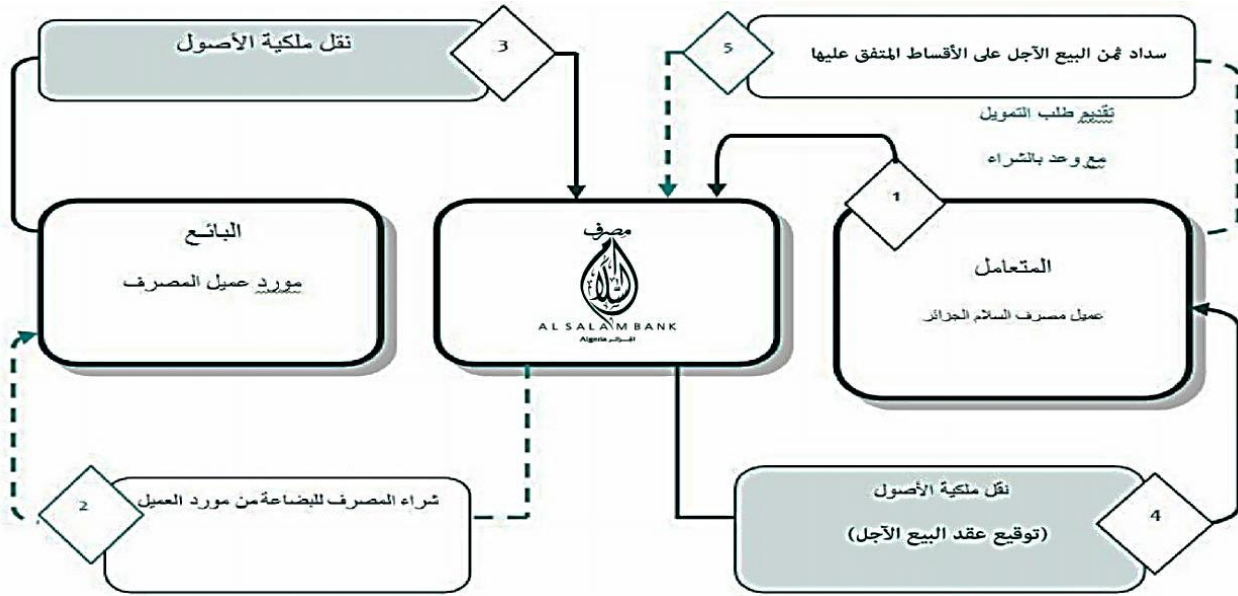 نقل ملكية الأصول
3
5
سداد ثمن البيع الآجل على الأقساط المتفق عليها
تقديم طلب التمويل
مع وعد بالشراء
1
البائـع
مورد عميل المصرف
مصرف
السلام
AL SALAM BANK
Algeria الجزائر
المتعامل
عميل مصرف السلام الجزائر
2
شراء المصرف للبضاعة من مورد العميل
نقل ملكية الأصول
(توقيع عقد البيع الآجل)
4